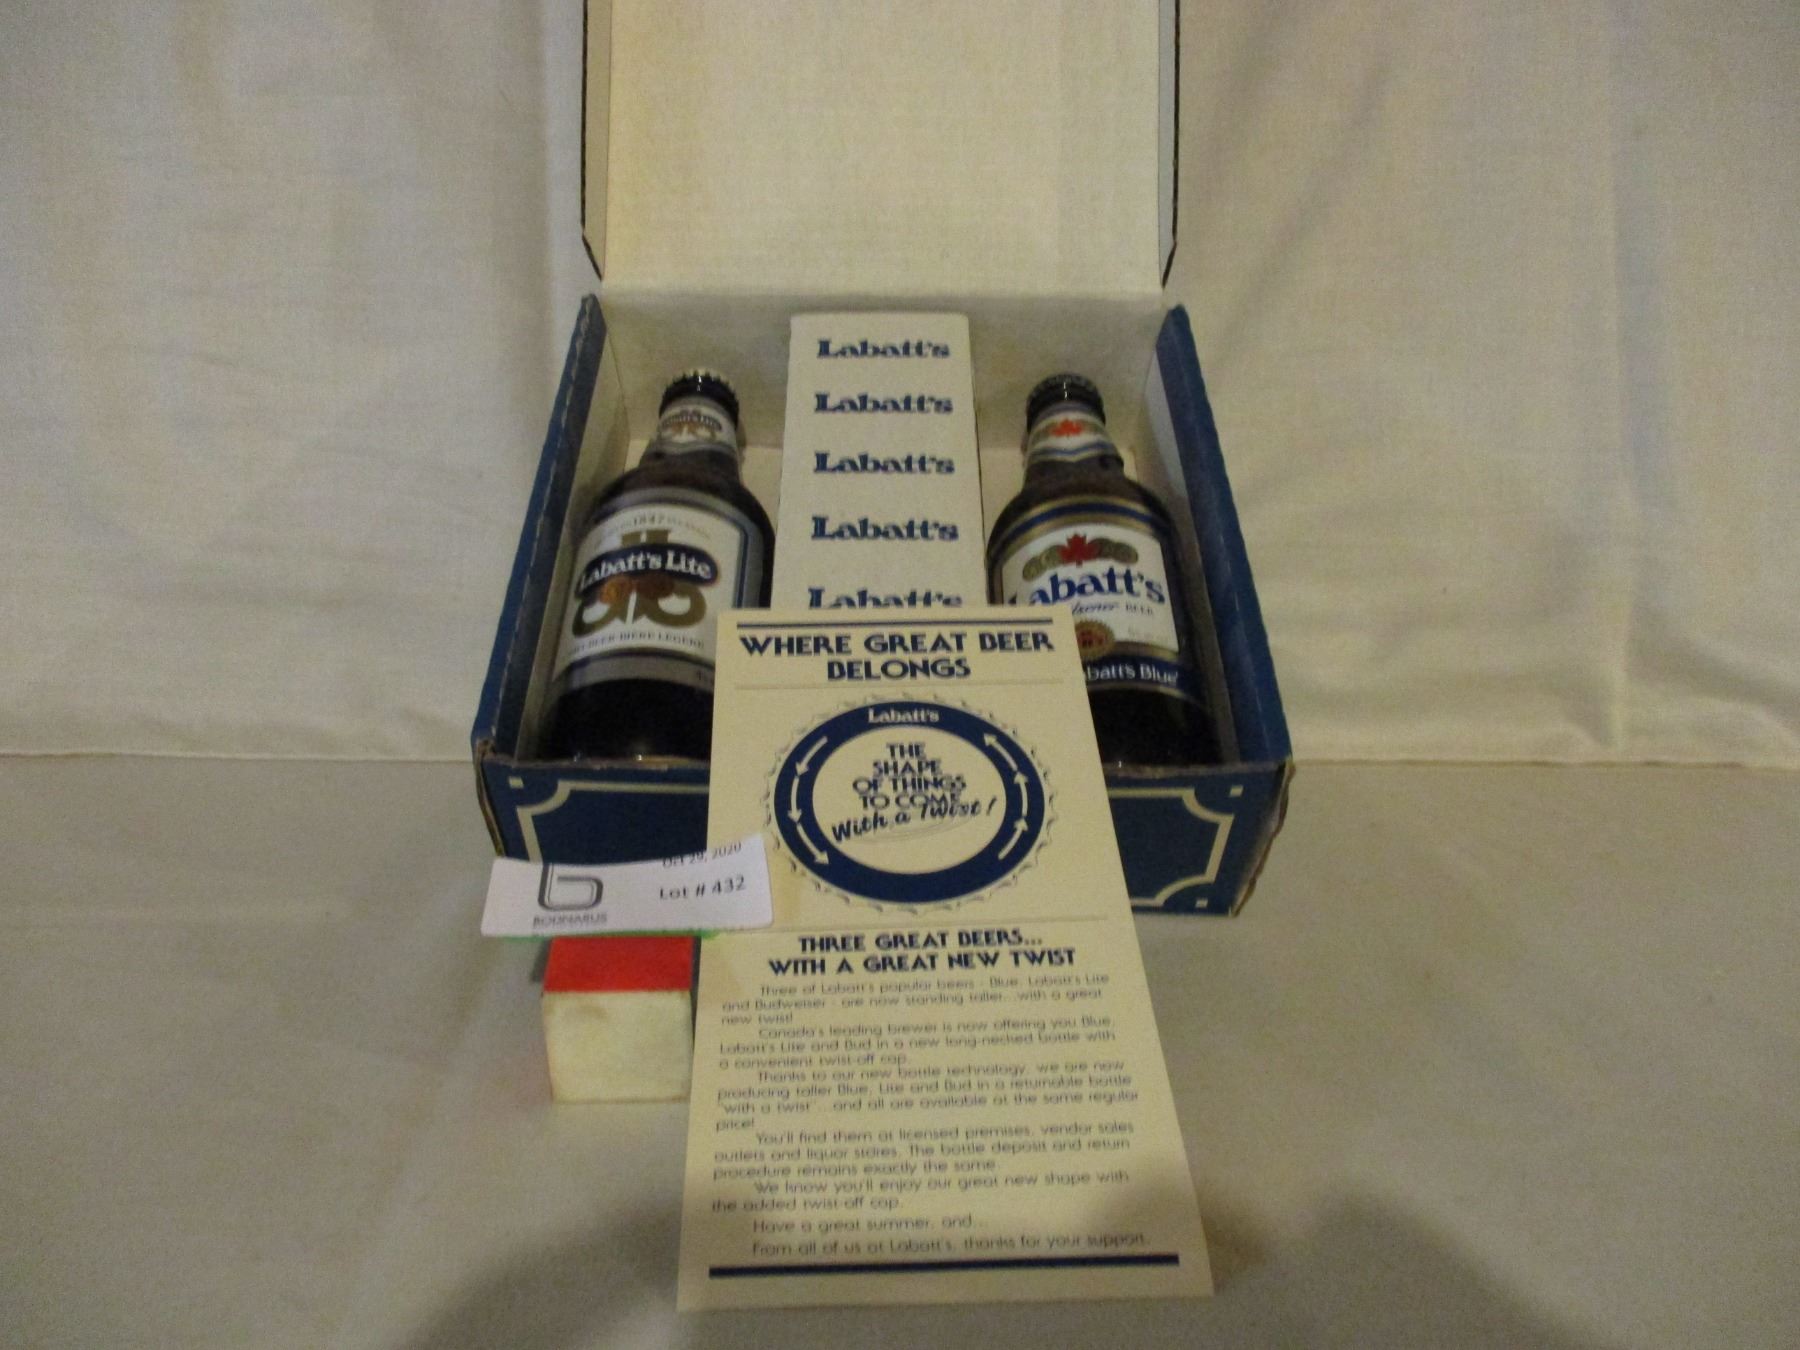 Labatt's
Labatt's
Labatt's
Labatt's
Labatt's
1847
Labatt's Lite
abatt's
BEER
batt's Blue
WHERE GREAT BEER
BELONGS
Labatt's
THE
SHAPE
OF THINGS
TO COME
With a Twist!
Oct 29, 2020
Lot # 432
BODNARUS
THREE GREAT BEERS...
WITH A GREAT NEW TWIST
Three of Labatt's popular beers - Blue, Labatt's Lite
and Budweiser - are now standing taller...with a great
new twist!
Canada's leading brewer is now offering you Blue,
Labatt's Lite and Bud in a new long-necked bottle with
a convenient twist-off cap.
Thanks to our new bottle technology, we are now
producing taller Blue, Lite and Bud in a returnable bottle
"with a twist"...and all are available at the same regular
price!
You'll find them at licensed premises, vendor sales
outlets and liquor stores. The bottle deposit and return
procedure remains exactly the same.
We know you'll enjoy our great new shape with
the added twist-off cap.
Have a great summer, and...
From all of us at Labatt's, thanks for your support.